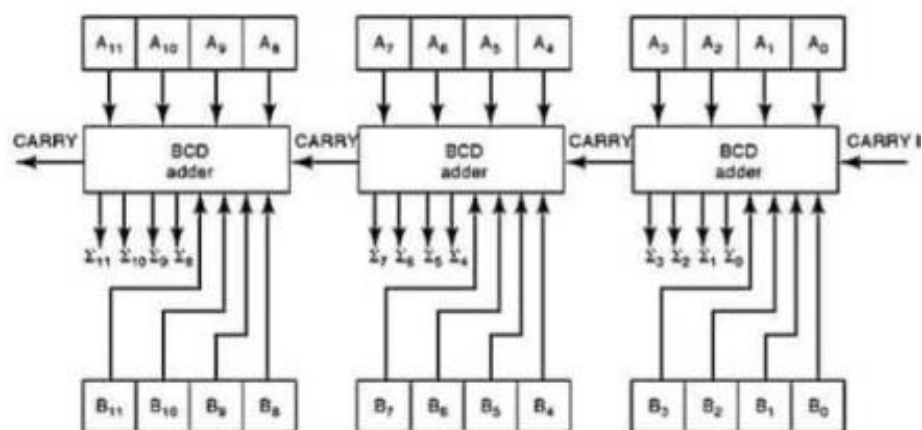 A₁₁ A₁₀ A₉ A₈ A₇ A₆ A₅ A₄ A₃ A₂ A₁ A₀
CARRY BCD adder CARRY BCD adder CARRY BCD adder CARRY I
Σ₁₁ Σ₁₀ Σ₉ Σ₈ Σ₇ Σ₆ Σ₅ Σ₄ Σ₃ Σ₂ Σ₁ Σ₀
B₁₁ B₁₀ B₉ B₈ B₇ B₆ B₅ B₄ B₃ B₂ B₁ B₀